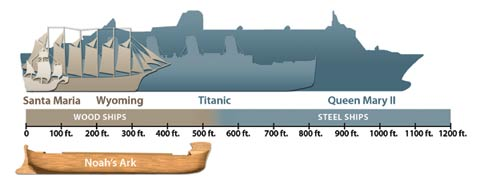 Santa Maria Wyoming Titanic Queen Mary II
WOOD SHIPS STEEL SHIPS
0 100 ft. 200 ft. 300 ft. 400 ft. 500 ft. 600 ft. 700 ft. 800 ft. 900 ft. 1000 ft. 1100 ft. 1200 ft.
Noah's Ark